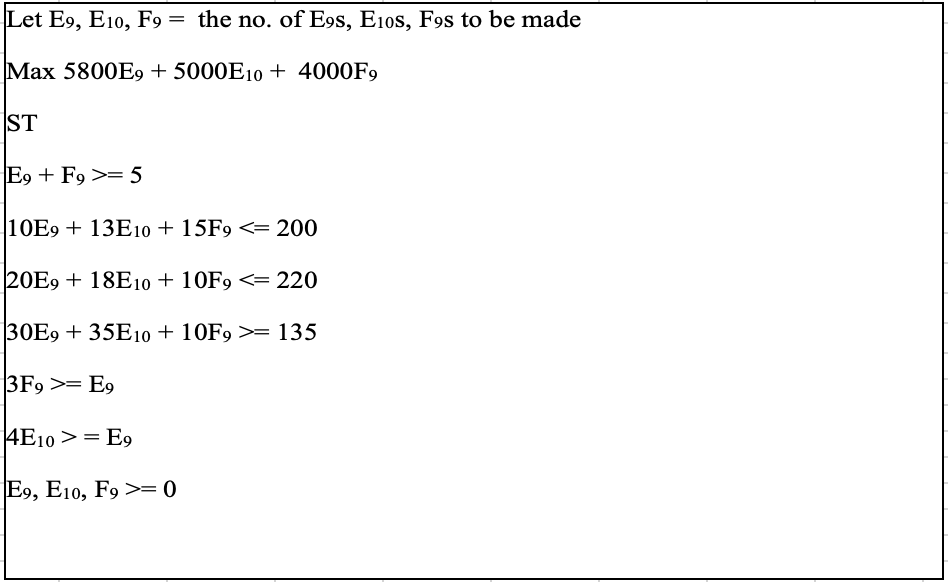 Let E9, E10, F9 = the no. of E9s, E10s, F9s to be made
Max 5800E9 + 5000E10 + 4000F9
ST
E9 + F9 >= 5
10E9 + 13E10 + 15F9 <= 200
20E9 + 18E10 + 10F9 <= 220
30E9 + 35E10 + 10F9 >= 135
3F9 >= E9
4E10 > = E9
E9, E10, F9 >= 0